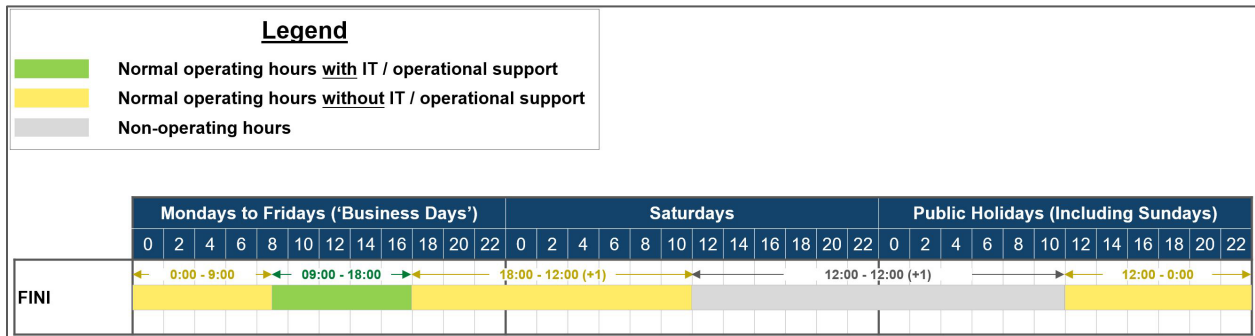 Legend
Normal operating hours with IT / operational support
Normal operating hours without IT / operational support
Non-operating hours
Mondays to Fridays (‘Business Days’) Saturdays Public Holidays (Including Sundays)
0 2 4 6 8 10 12 14 16 18 20 22 0 2 4 6 8 10 12 14 16 18 20 22 0 2 4 6 8 10 12 14 16 18 20 22
0:00 - 9:00 09:00 - 18:00 18:00 - 12:00 (+1) 12:00 - 12:00 (+1) 12:00 - 0:00
FINI